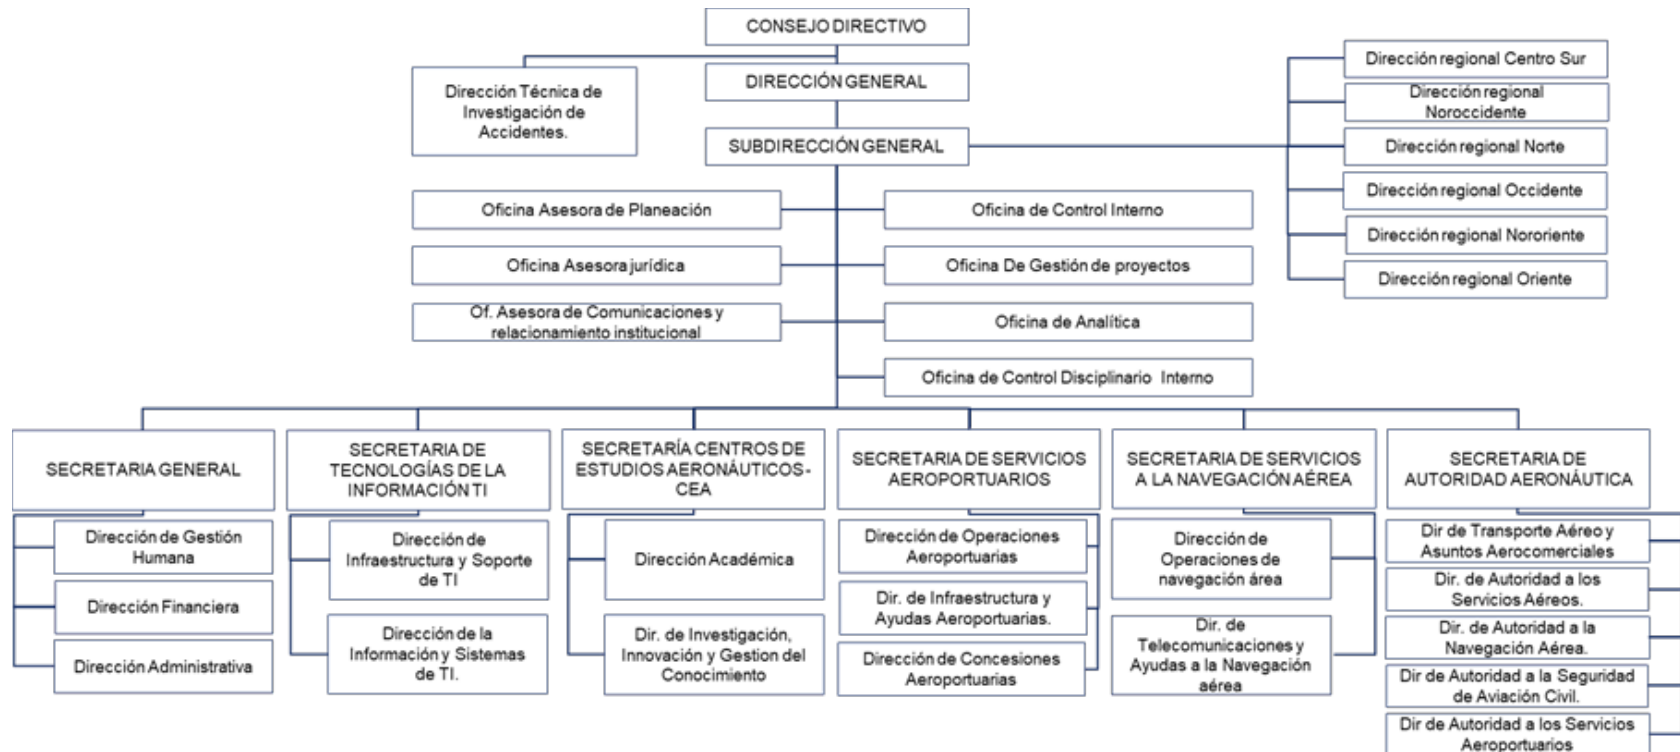 CONSEJO DIRECTIVO
Dirección Técnica de
Investigación de
Accidentes.
DIRECCIÓN GENERAL
SUBDIRECCIÓN GENERAL
Dirección regional Centro Sur
Dirección regional
Noroccidente
Dirección regional Norte
Dirección regional Occidente
Dirección regional Nororiente
Dirección regional Oriente
Oficina Asesora de Planeación
Oficina de Control Interno
Oficina Asesora jurídica
Oficina De Gestión de proyectos
Of. Asesora de Comunicaciones y
relacionamiento institucional
Oficina de Analítica
Oficina de Control Disciplinario Interno
SECRETARIA GENERAL
Dirección de Gestión
Humana
Dirección Financiera
Dirección Administrativa
SECRETARIA DE
TECNOLOGÍAS DE LA
INFORMACIÓN TI
Dirección de
Infraestructura y Soporte
de TI
Dirección de la
Información y Sistemas
de TI.
SECRETARÍA CENTROS DE
ESTUDIOS AERONÁUTICOS-
CEA
Dirección Académica
Dir. de Investigación,
Innovación y Gestion del
Conocimiento
SECRETARIA DE SERVICIOS
AEROPORTUARIOS
Dirección de Operaciones
Aeroportuarias
Dir. de Infraestructura y
Ayudas Aeroportuarias.
Dirección de Concesiones
Aeroportuarias
SECRETARIA DE SERVICIOS
A LA NAVEGACIÓN AÉREA
Dirección de
Operaciones de
navegación área
Dir. de
Telecomunicaciones y
Ayudas a la Navegación
aérea
SECRETARIA DE
AUTORIDAD AERONÁUTICA
Dir de Transporte Aéreo y
Asuntos Aerocomerciales
Dir. de Autoridad a los
Servicios Aéreos.
Dir. de Autoridad a la
Navegación Aérea.
Dir de Autoridad a la Seguridad
de Aviación Civil.
Dir de Autoridad a los Servicios
Aeroportuarios